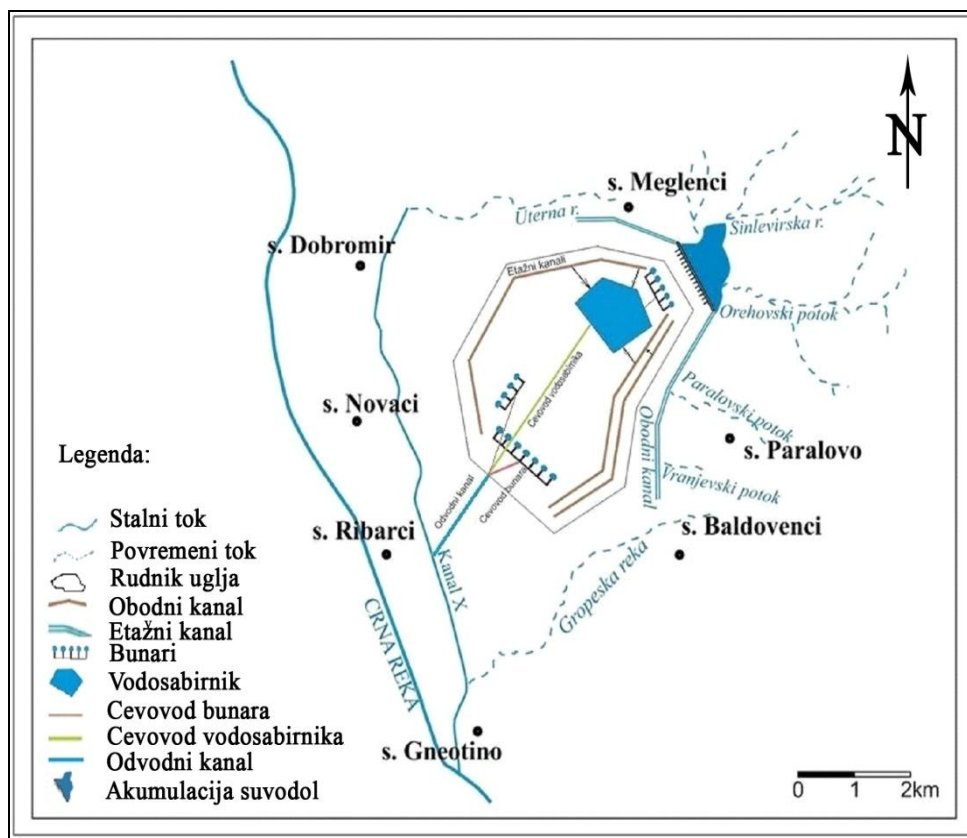 N
s. Meglenci
Uterna r.
Sinlevirska r.
s. Dobromir
Etažni kanali
Orehovski potok
Cevovod vodosabirnika
Paralovski potok
s. Novaci
s. Paralovo
Obodni kanal
Vranjevski potok
Odvodni kanal
Cevovod bunara
s. Ribarci
s. Baldovenci
Kanal X
Gropeska reka
CRNA REKA
s. Gneotino
Legenda:
Stalni tok
Povremeni tok
Rudnik uglja
Obodni kanal
Etažni kanal
Bunari
Vodosabirnik
Cevovod bunara
Cevovod vodosabirnika
Odvodni kanal
Akumulacija suvodol
0 1 2km